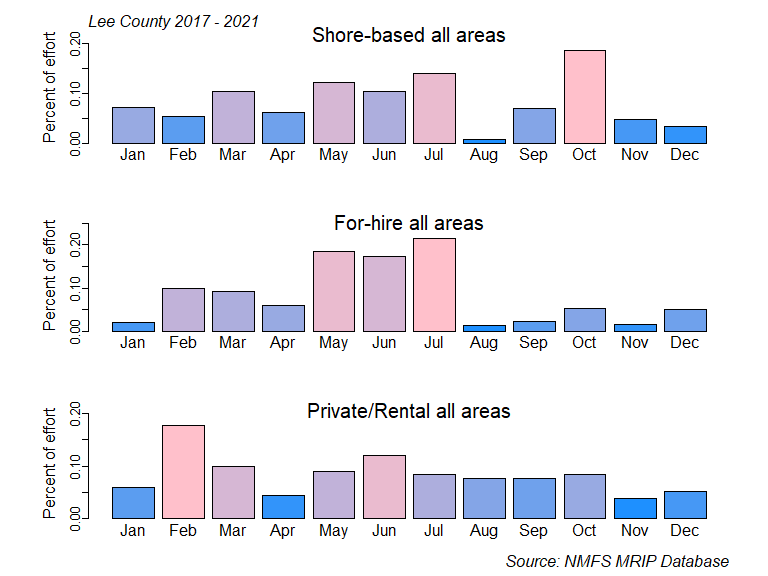 Lee County 2017 - 2021
Shore-based all areas
Percent of effort
0.20
0.10
0.00
Jan Feb Mar Apr May Jun Jul Aug Sep Oct Nov Dec
For-hire all areas
Percent of effort
0.20
0.10
0.00
Jan Feb Mar Apr May Jun Jul Aug Sep Oct Nov Dec
Private/Rental all areas
Percent of effort
0.20
0.10
0.00
Jan Feb Mar Apr May Jun Jul Aug Sep Oct Nov Dec
Source: NMFS MRIP Database